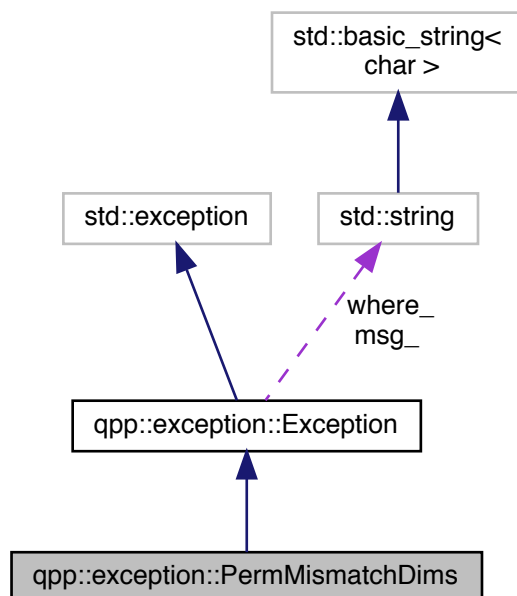 std::basic_string<
char >
std::exception
std::string
where_
msg_
qpp::exception::Exception
qpp::exception::PermMismatchDims